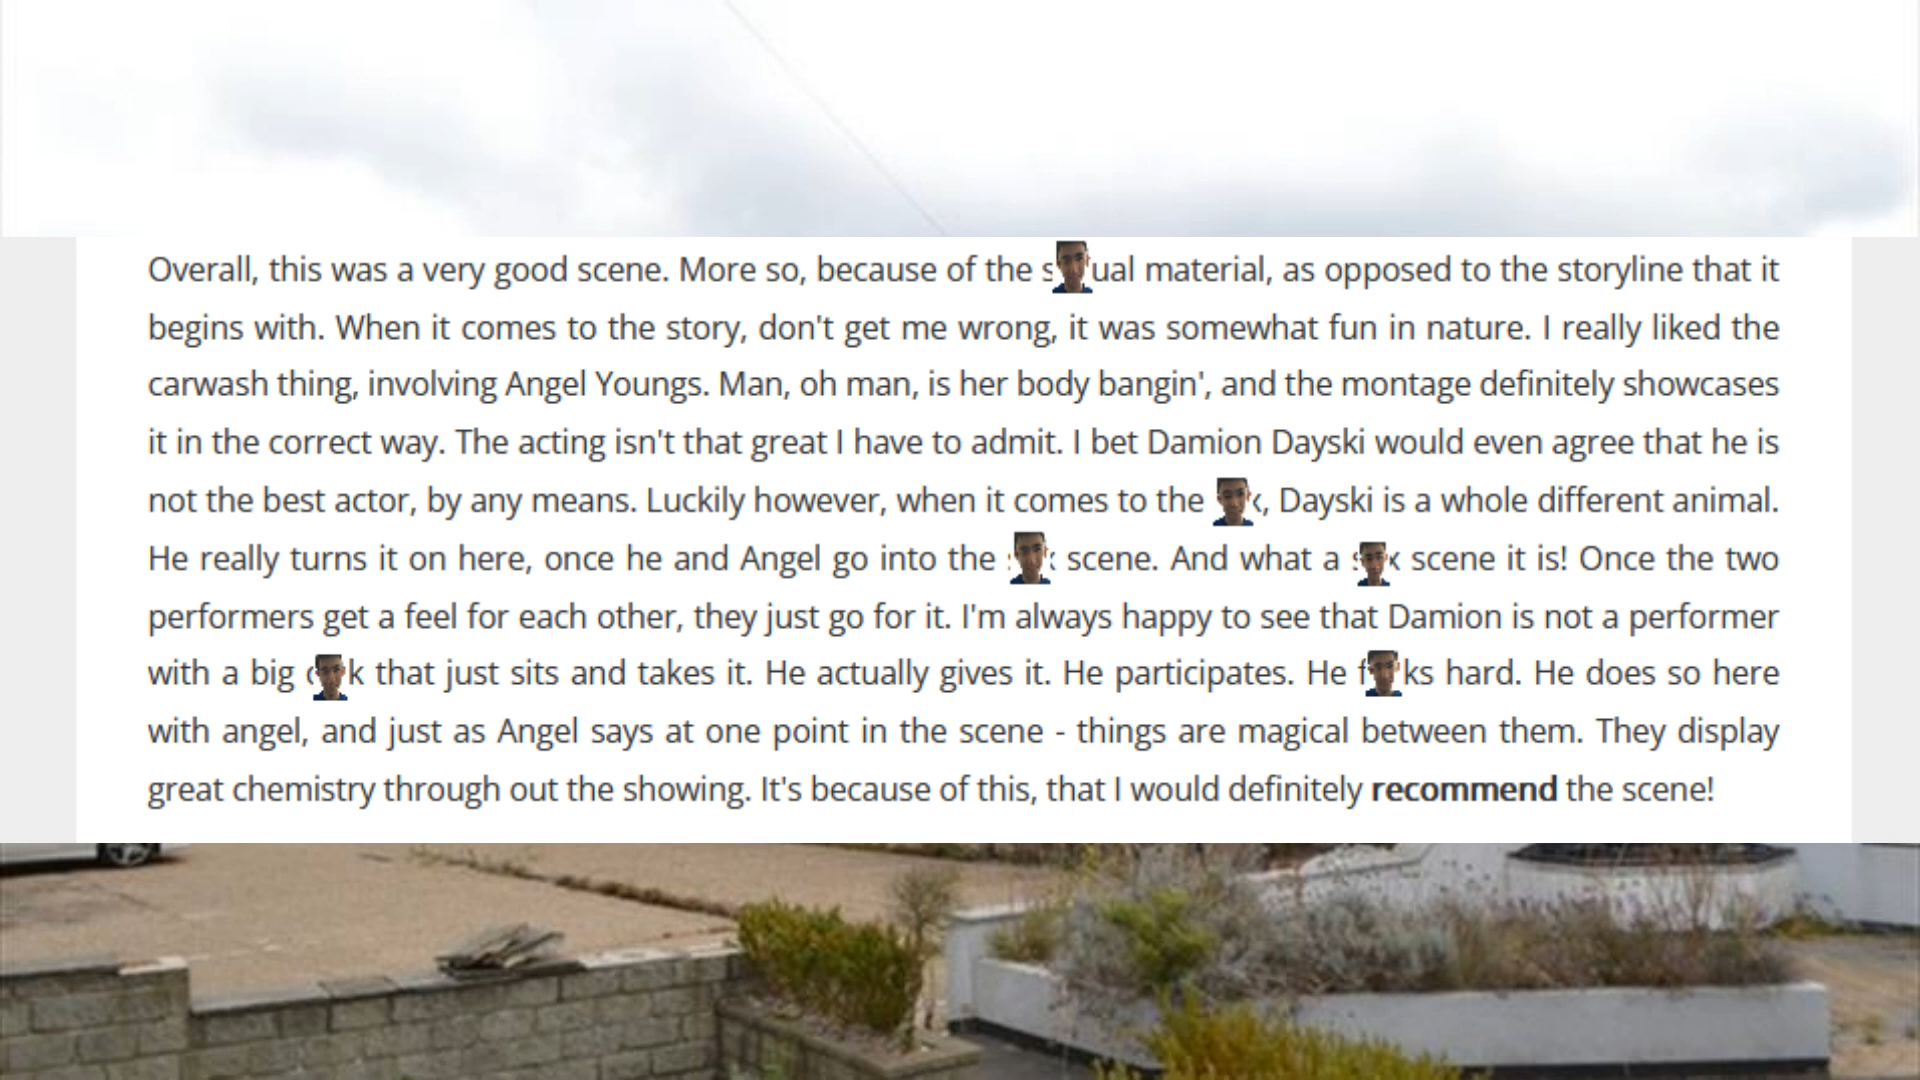 Overall, this was a very good scene. More so, because of the s ual material, as opposed to the storyline that it
begins with. When it comes to the story, don't get me wrong, it was somewhat fun in nature. I really liked the
carwash thing, involving Angel Youngs. Man, oh man, is her body bangin', and the montage definitely showcases
it in the correct way. The acting isn't that great I have to admit. I bet Damion Dayski would even agree that he is
not the best actor, by any means. Luckily however, when it comes to the , Dayski is a whole different animal.
He really turns it on here, once he and Angel go into the scene. And what a s x scene it is! Once the two
performers get a feel for each other, they just go for it. I'm always happy to see that Damion is not a performer
with a big c k that just sits and takes it. He actually gives it. He participates. He f ks hard. He does so here
with angel, and just as Angel says at one point in the scene - things are magical between them. They display
great chemistry through out the showing. It's because of this, that I would definitely recommend the scene!